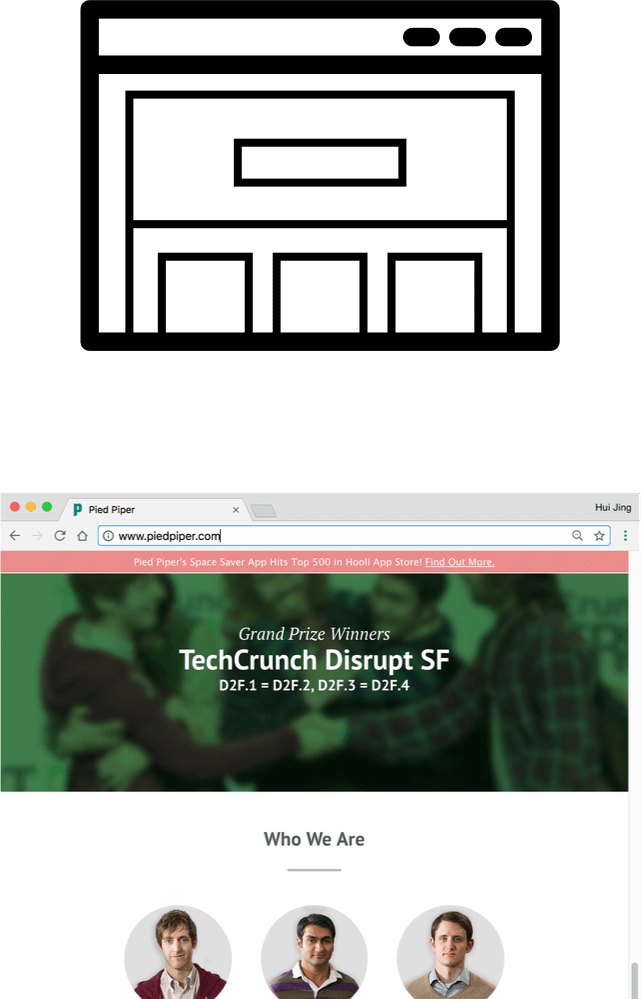 Pied Piper
Hui Jing
www.piedpiper.com
Pied Piper's Space Saver App Hits Top 500 in Hooli App Store! Find Out More.
Grand Prize Winners
TechCrunch Disrupt SF
D2F.1 = D2F.2, D2F.3 = D2F.4
Who We Are